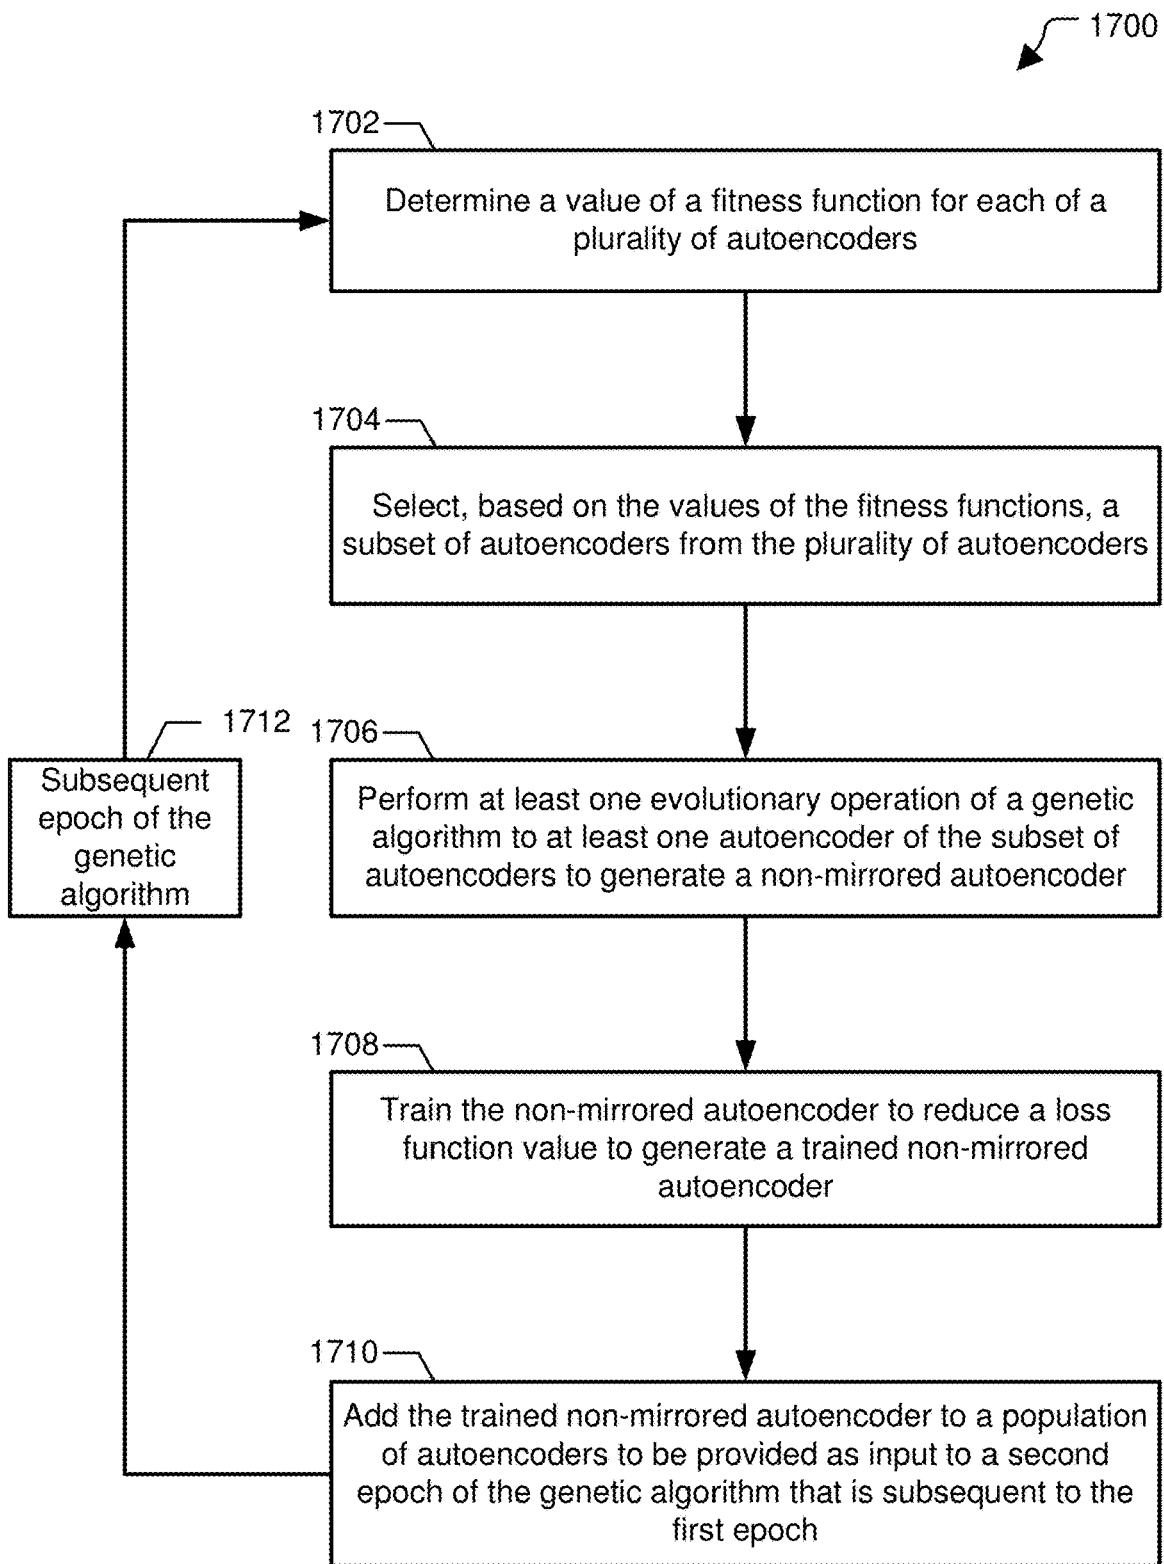 1700
1702
Determine a value of a fitness function for each of a
plurality of autoencoders
1704
Select, based on the values of the fitness functions, a
subset of autoencoders from the plurality of autoencoders
1712
Subsequent
epoch of the
genetic
algorithm
1706
Perform at least one evolutionary operation of a genetic
algorithm to at least one autoencoder of the subset of
autoencoders to generate a non-mirrored autoencoder
1708
Train the non-mirrored autoencoder to reduce a loss
function value to generate a trained non-mirrored
autoencoder
1710
Add the trained non-mirrored autoencoder to a population
of autoencoders to be provided as input to a second
epoch of the genetic algorithm that is subsequent to the
first epoch